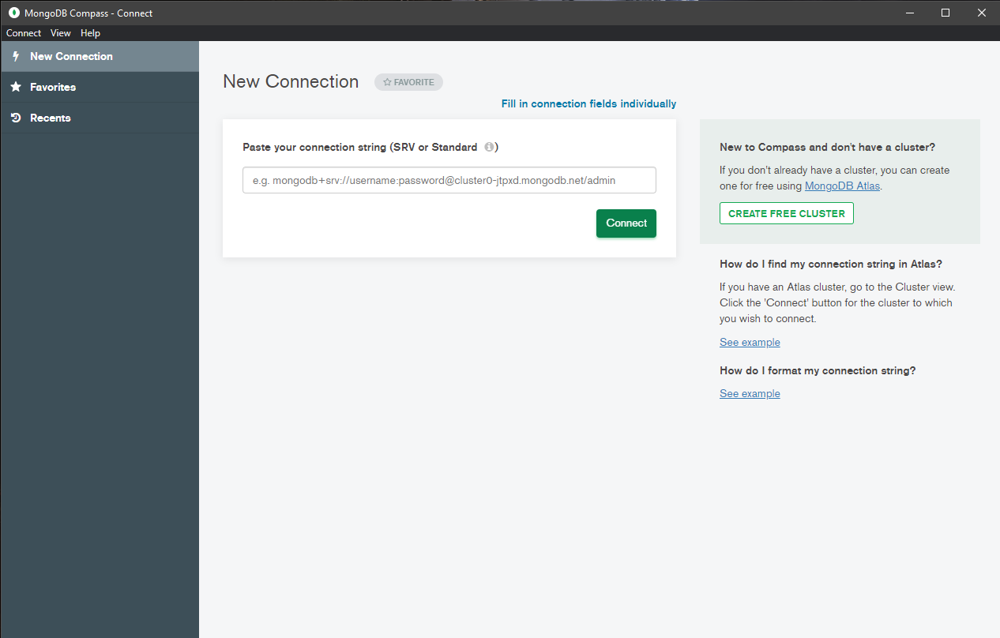 MongoDB Compass - Connect
Connect View Help
New Connection
Favorites
Recents
New Connection
FAVORITE
Fill in connection fields individually
Paste your connection string (SRV or Standard )
e.g. mongodb+srv://username:password@cluster0-jtpxd.mongodb.net/admin
Connect
New to Compass and don't have a cluster?
If you don't already have a cluster, you can create
one for free using MongoDB Atlas.
CREATE FREE CLUSTER
How do I find my connection string in Atlas?
If you have an Atlas cluster, go to the Cluster view.
Click the 'Connect' button for the cluster to which
you wish to connect.
See example
How do I format my connection string?
See example